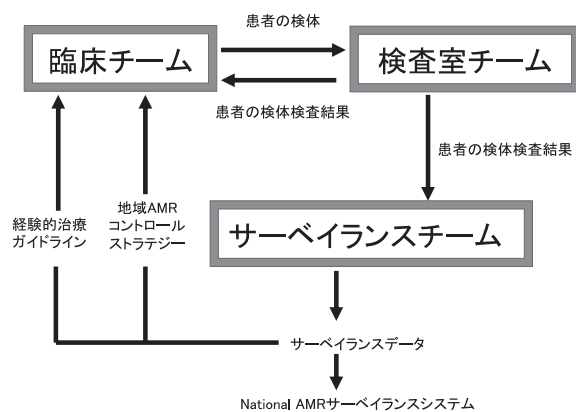 患者の検体
臨床チーム
検査室チーム
患者の検体検査結果
患者の検体検査結果
経験的治療
ガイドライン
地域AMR
コントロール
ストラテジー
サーベイランスチーム
サーベイランスデータ
National AMRサーベイランスシステム